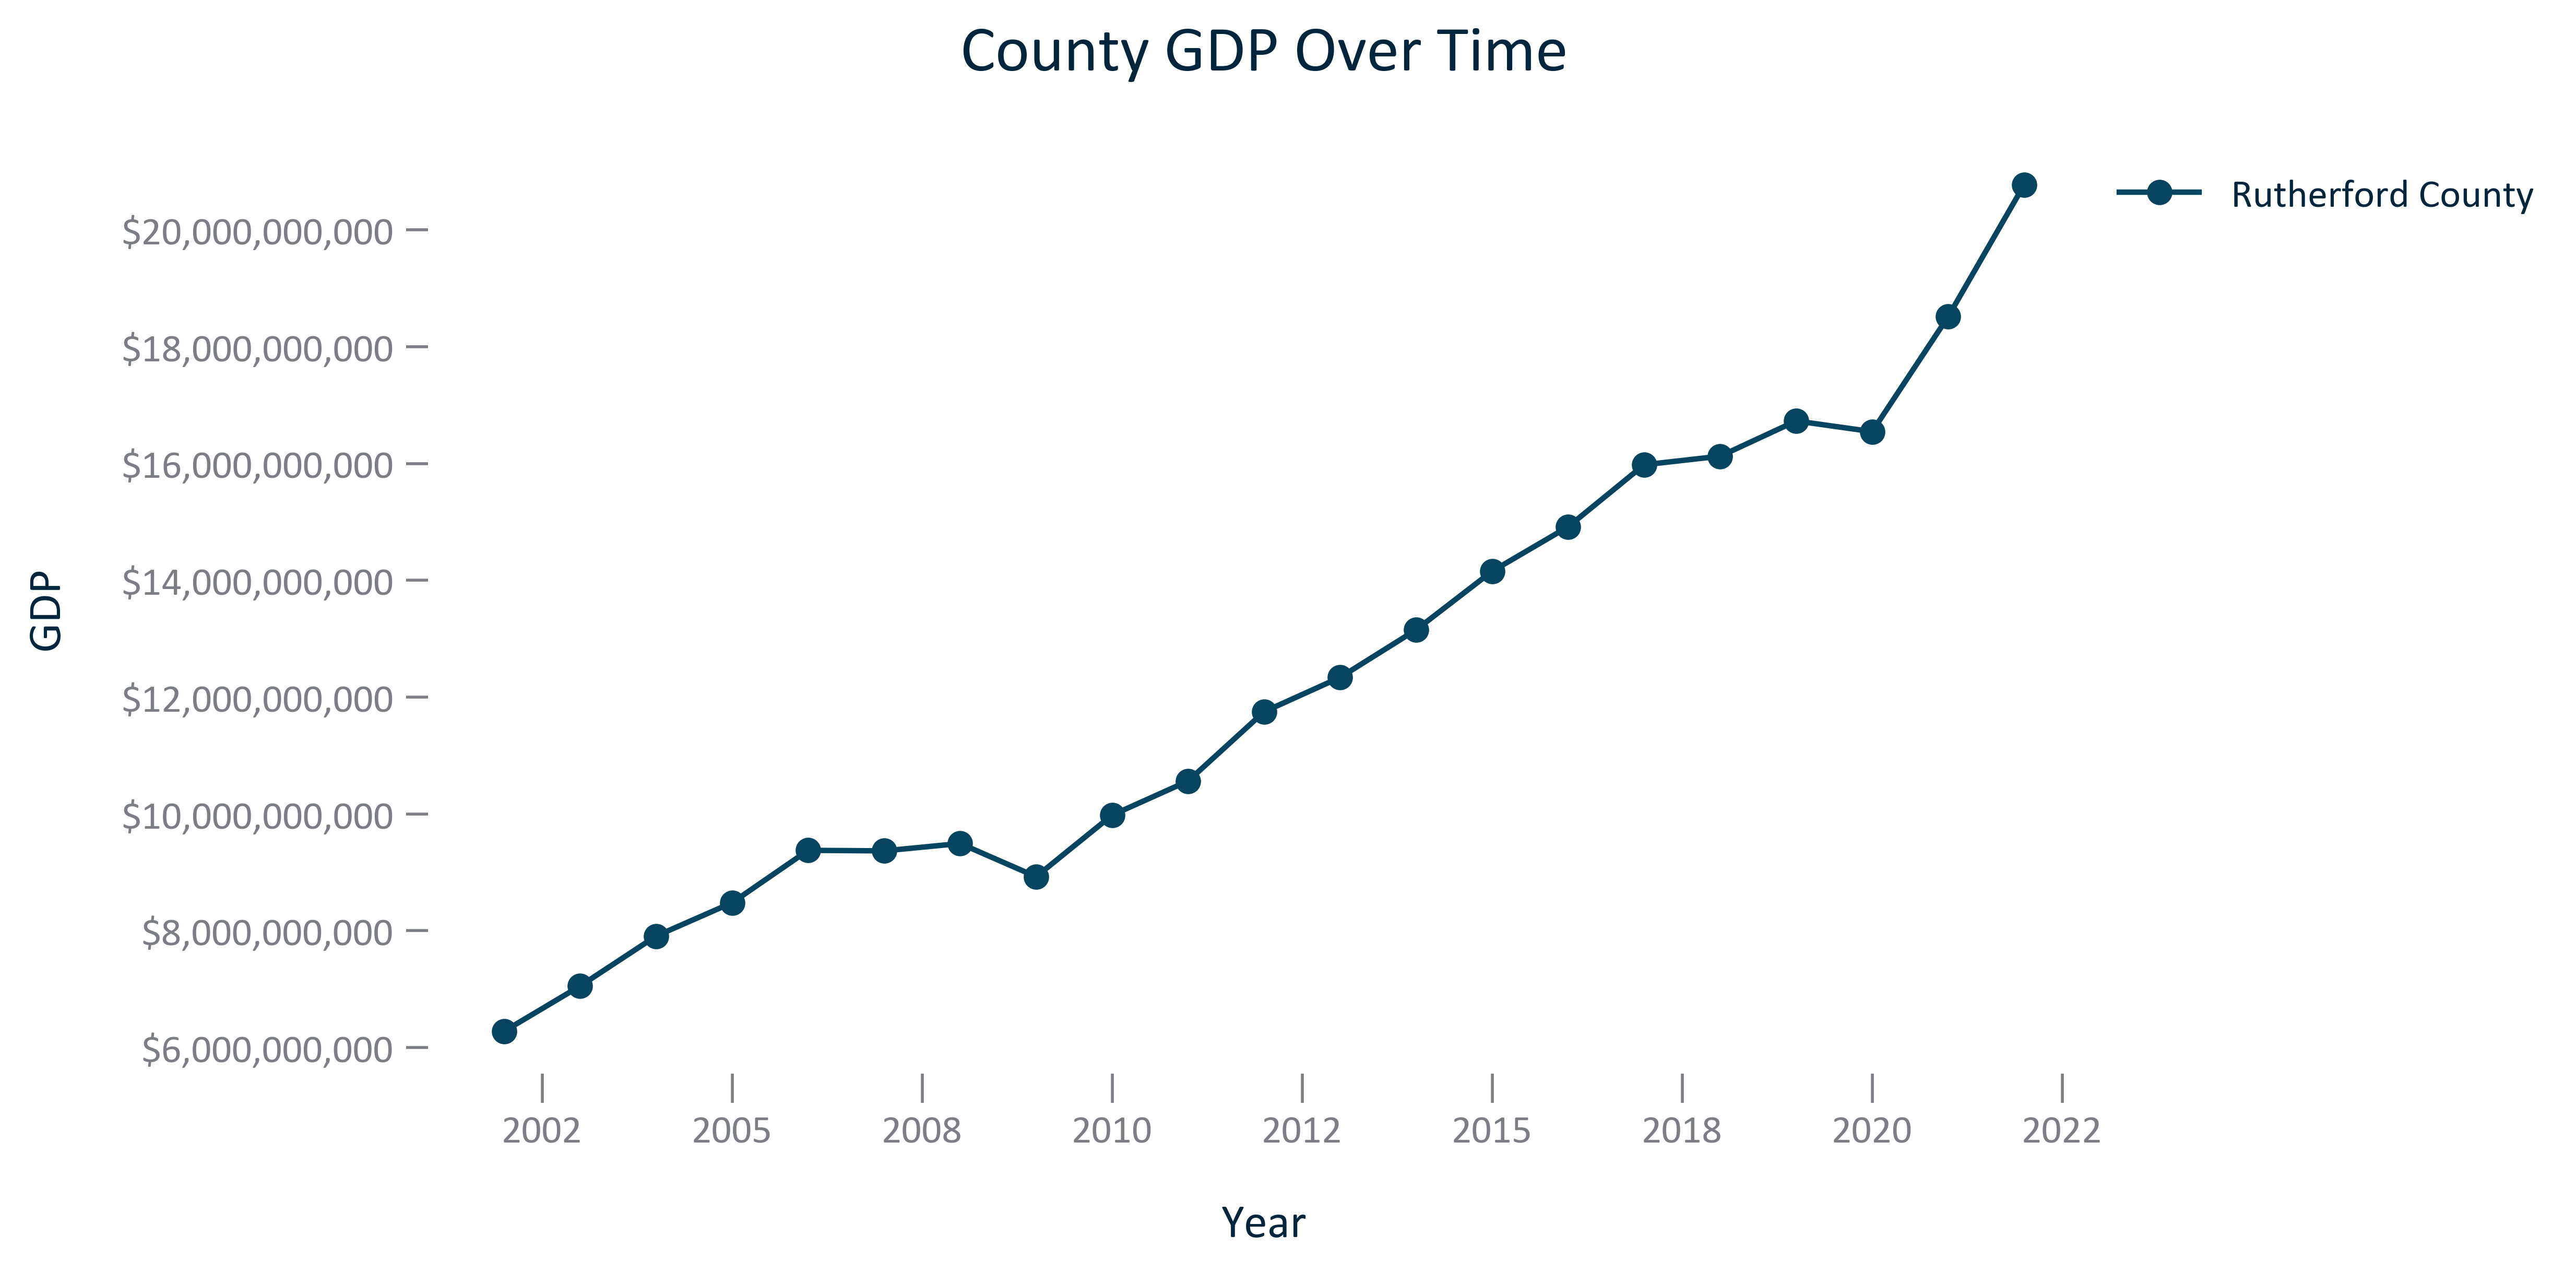 County GDP Over Time
Rutherford County
$20,000,000,000
$18,000,000,000
$16,000,000,000
$14,000,000,000
GDP
$12,000,000,000
$10,000,000,000
$8,000,000,000
$6,000,000,000
2002 2005 2008 2010 2012 2015 2018 2020 2022
Year